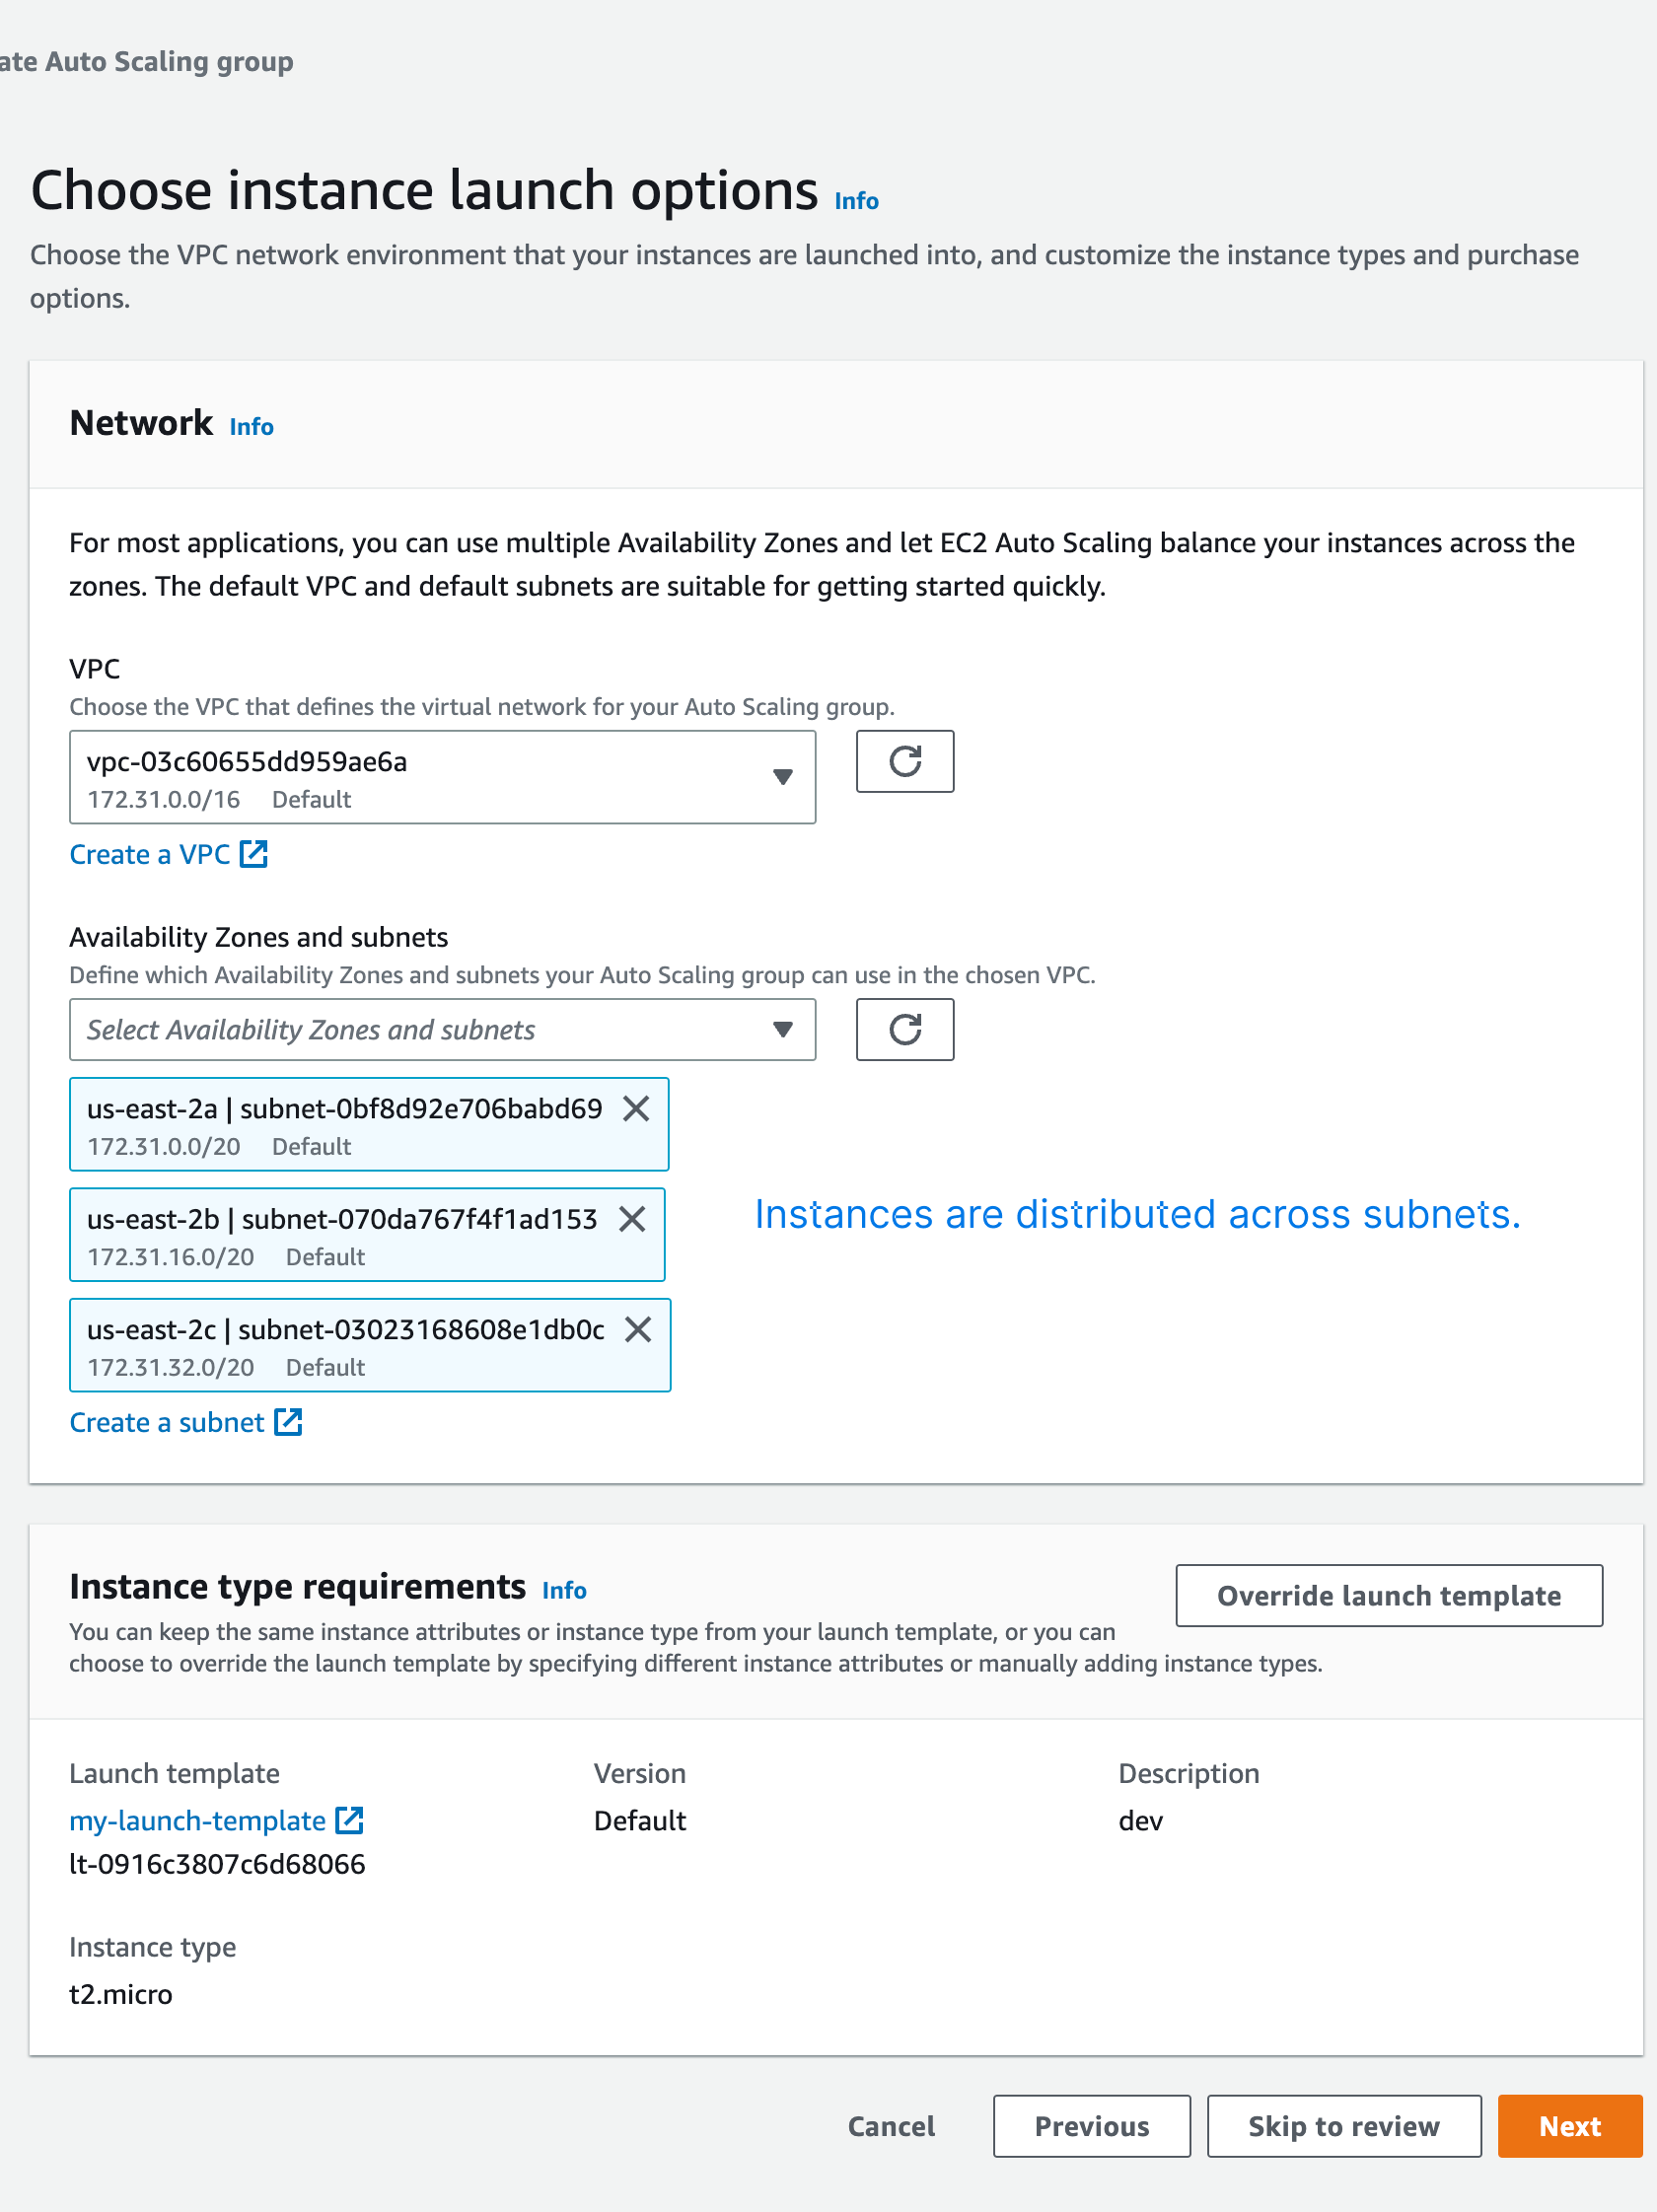 ate Auto Scaling group
Choose instance launch options Info
Choose the VPC network environment that your instances are launched into, and customize the instance types and purchase
options.
Network Info
For most applications, you can use multiple Availability Zones and let EC2 Auto Scaling balance your instances across the
zones. The default VPC and default subnets are suitable for getting started quickly.
VPC
Choose the VPC that defines the virtual network for your Auto Scaling group.
vpc-03c60655dd959ae6a
172.31.0.0/16 Default
Create a VPC
Availability Zones and subnets
Define which Availability Zones and subnets your Auto Scaling group can use in the chosen VPC.
Select Availability Zones and subnets
us-east-2a | subnet-0bf8d92e706babd69
172.31.0.0/20 Default
us-east-2b | subnet-070da767f4f1ad153
172.31.16.0/20 Default
Instances are distributed across subnets.
us-east-2c | subnet-03023168608e1db0c
172.31.32.0/20 Default
Create a subnet
Instance type requirements Info
Override launch template
You can keep the same instance attributes or instance type from your launch template, or you can
choose to override the launch template by specifying different instance attributes or manually adding instance types.
Launch template Version Description
my-launch-template Default dev
lt-0916c3807c6d68066
Instance type
t2.micro
Cancel Previous Skip to review Next